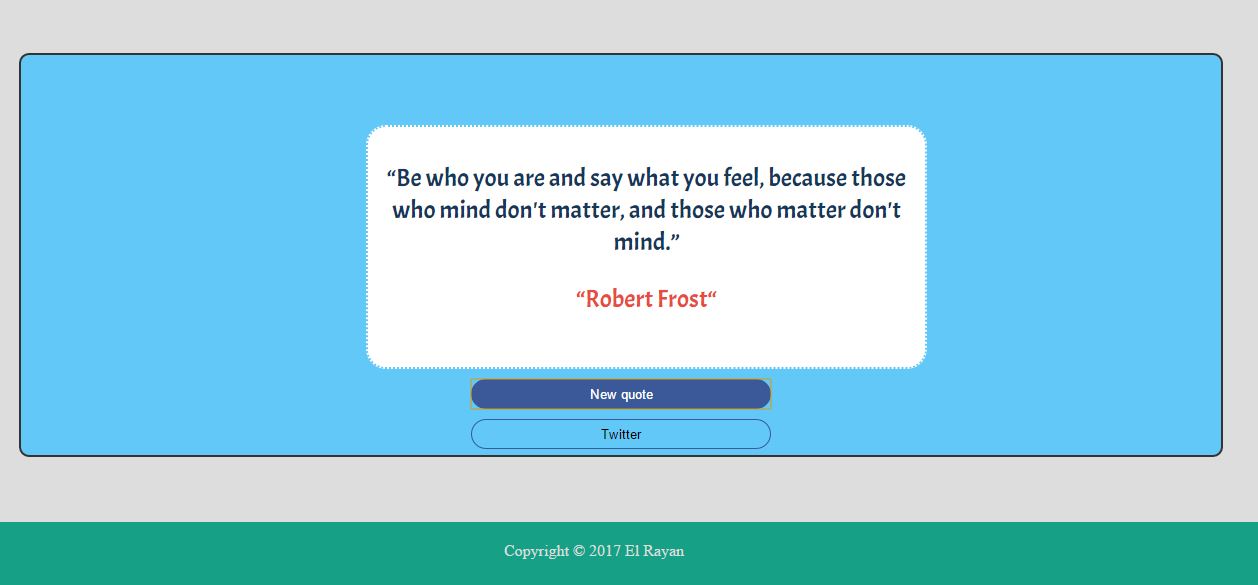 “Be who you are and say what you feel, because those
who mind don't matter, and those who matter don't
mind.”
“Robert Frost“
New quote
Twitter
Copyright © 2017 El Rayan